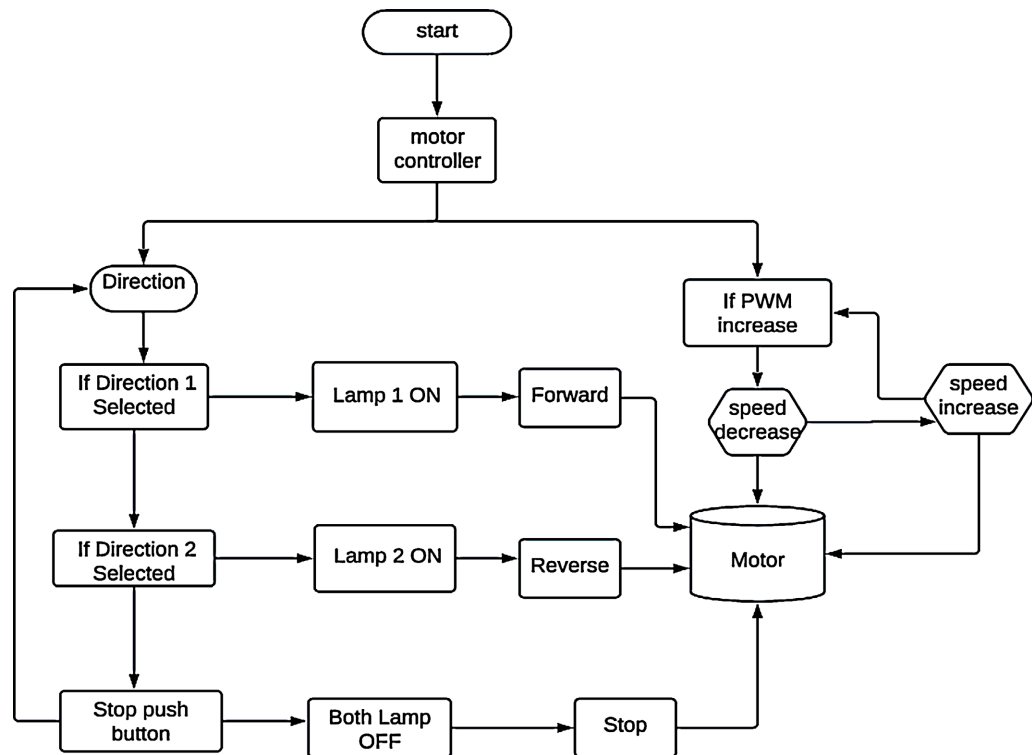 start
motor
controller
Direction
If PWM
increase
If Direction 1
Selected
Lamp 1 ON
Forward
speed
decrease
speed
increase
If Direction 2
Selected
Lamp 2 ON
Reverse
Motor
Stop push
button
Both Lamp
OFF
Stop